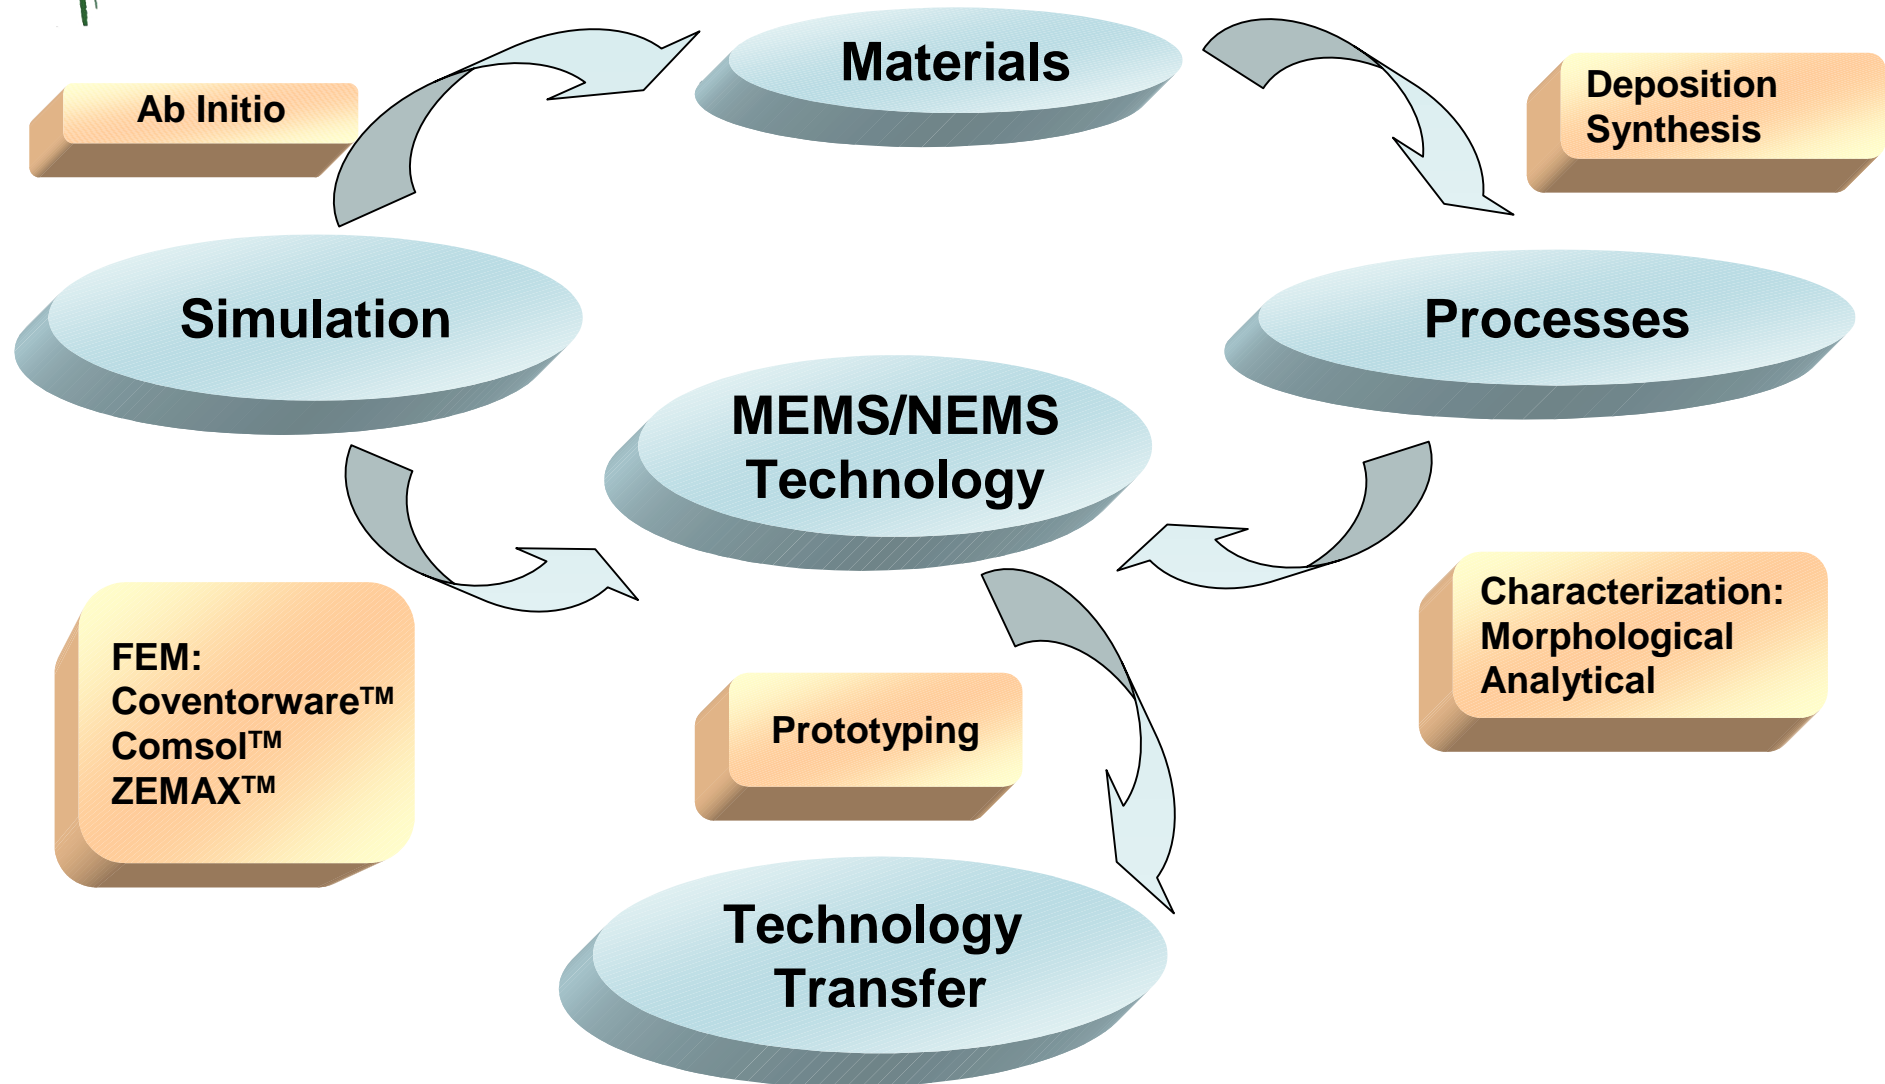 Materials
Ab Initio
Deposition
Synthesis
Simulation
Processes
MEMS/NEMS
Technology
FEM:
Coventorware™
Comsol™
ZEMAX™
Characterization:
Morphological
Analytical
Prototyping
Technology
Transfer